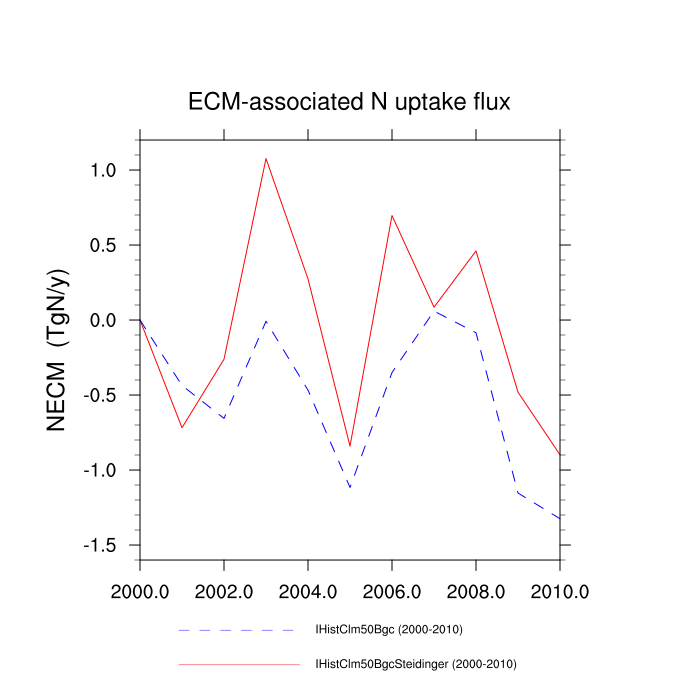 ECM-associated N uptake flux
NECM (TgN/y)
1.0
0.5
0.0
-0.5
-1.0
-1.5
2000.0 2002.0 2004.0 2006.0 2008.0 2010.0
IHistClm50Bgc (2000-2010)
IHistClm50BgcSteidinger (2000-2010)